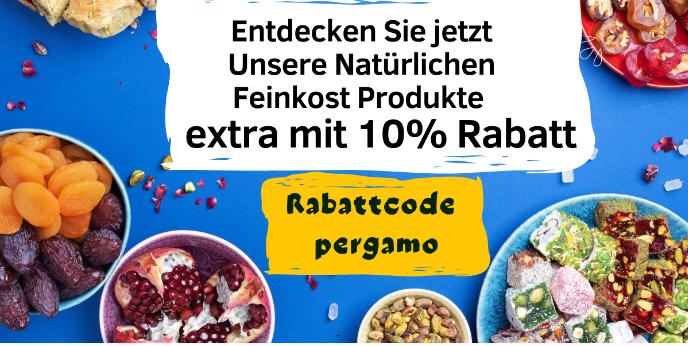 Entdecken Sie jetzt
Unsere Natürlichen
Feinkost Produkte
extra mit 10% Rabatt
Rabattcode
pergamo